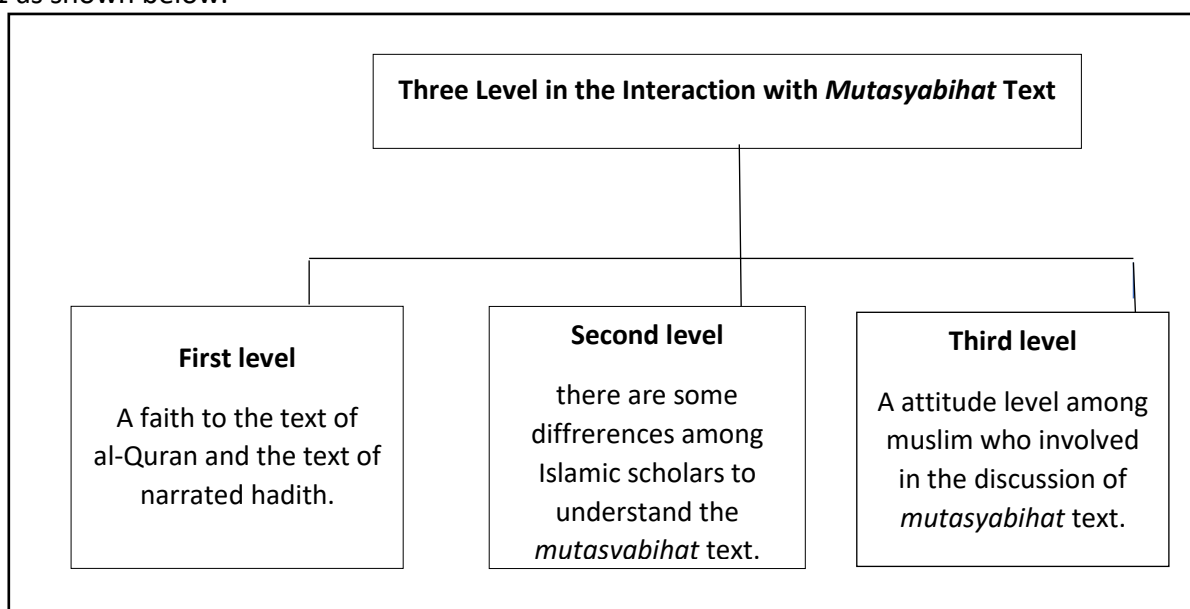 as shown below.
Three Level in the Interaction with Mutasyabihat Text
First level
A faith to the text of
al-Quran and the text of
narrated hadith.
Second level
there are some
diffrerences among
Islamic scholars to
understand the
mutasvabihat text.
Third level
A attitude level among
muslim who involved
in the discussion of
mutasyabihat text.